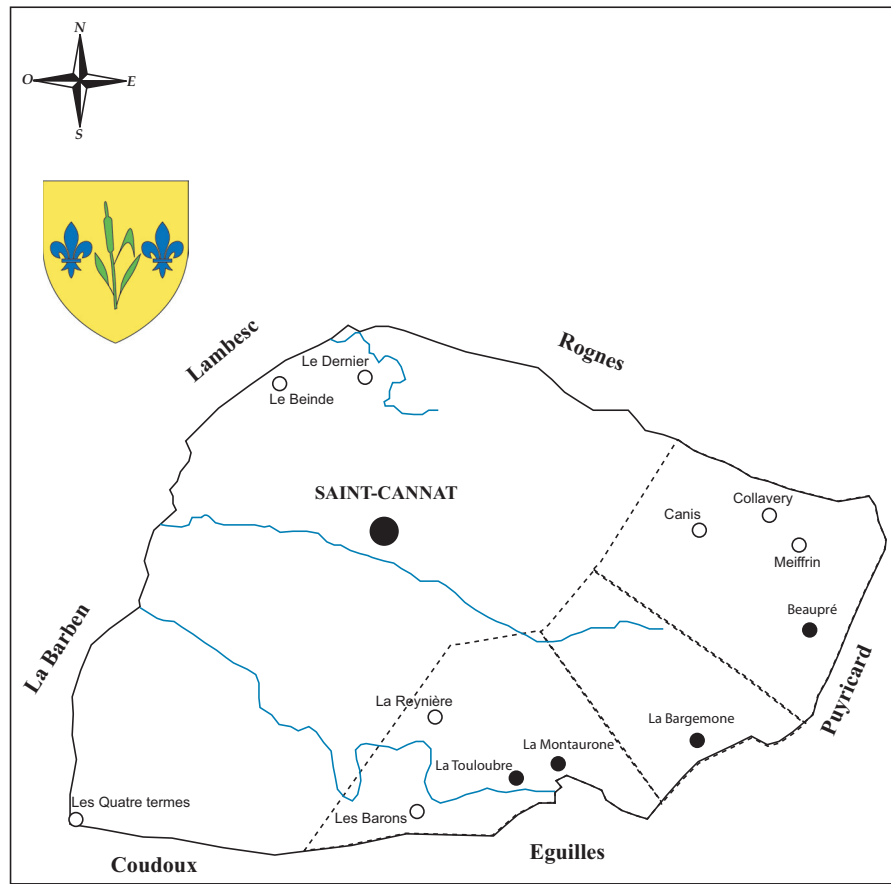 N
O
E
S
Lambesc
Rognes
Le Dernier
Le Beinde
SAINT-CANNAT
Collavery
Canis
Meiffrin
Beaupré
La Barben
Puyricard
La Reynière
La Bargemone
La Montaurone
La Touloubre
Les Quatre termes
Les Barons
Coudoux
Eguilles